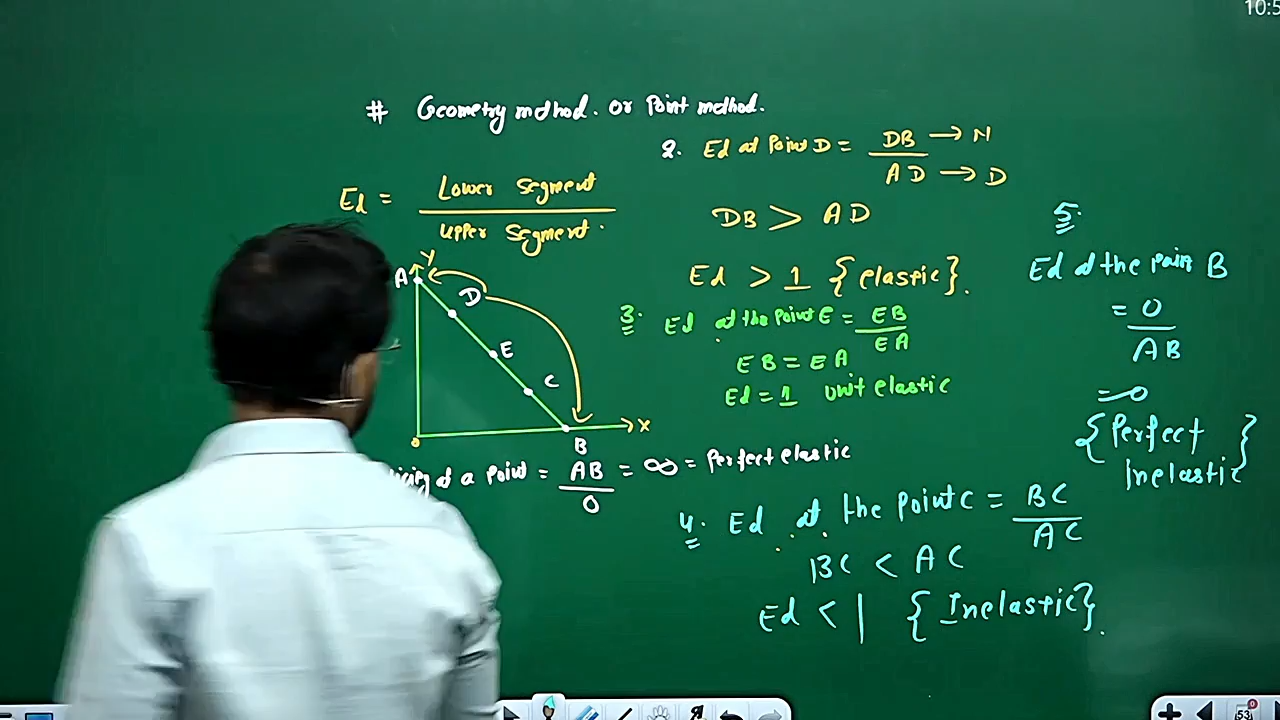 10:5
# Geometry method. Or Point method.
Ed = Lower Segment
Upper Segment.
Y
A
D
E
C
B
X
at a Point = AB / 0 = ∞ = Perfect elastic
2. Ed at Point D = DB → N
AD → D
DB > AD
Ed > 1 {elastic}.
3. Ed at the Point E = EB
EA
EB = EA
Ed = 1 unit elastic
4. Ed at the Point C = BC
AC
BC < AC
Ed < 1 {Inelastic}.
5.
Ed at the Point B
= 0
AB
= 0
{Perfect
Inelastic}
53